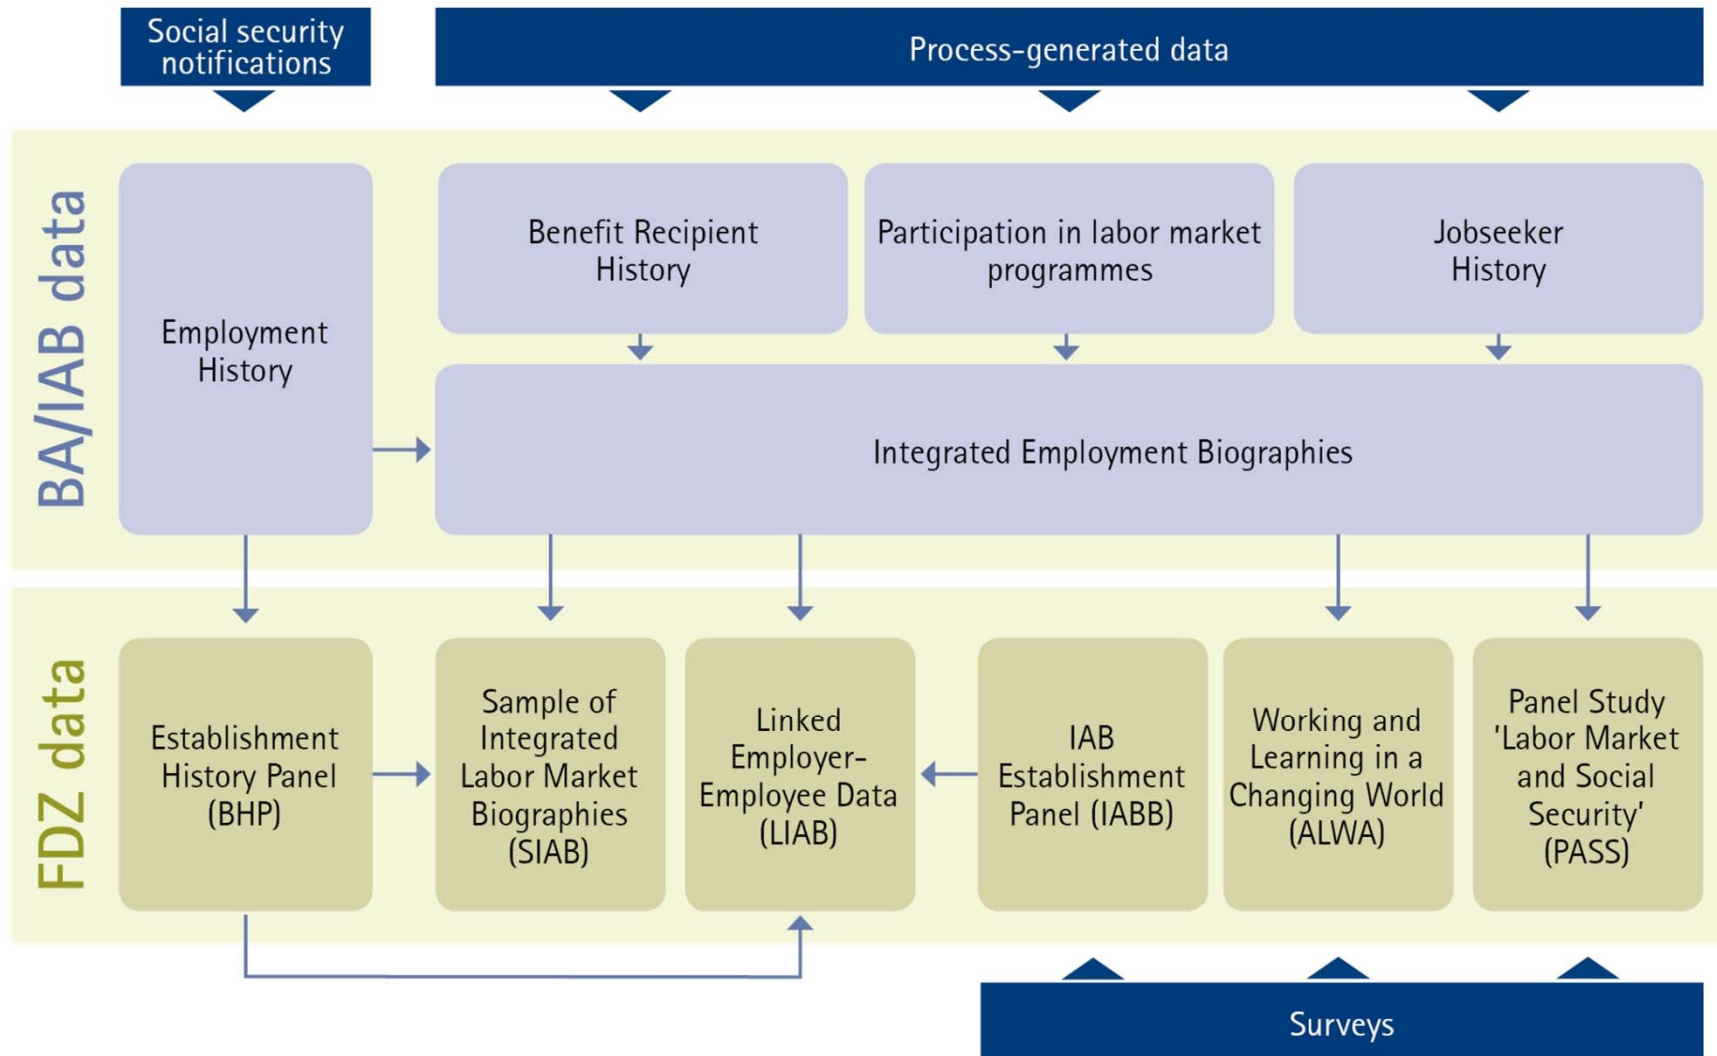 Social security
notifications
Process-generated data
BA/IAB data
Employment
History
Benefit Recipient
History
Participation in labor market
programmes
Jobseeker
History
Integrated Employment Biographies
FDZ data
Establishment
History Panel
(BHP)
Sample of
Integrated
Labor Market
Biographies
(SIAB)
Linked
Employer-
Employee Data
(LIAB)
IAB
Establishment
Panel (IABB)
Working and
Learning in a
Changing World
(ALWA)
Panel Study
'Labor Market
and Social
Security'
(PASS)
Surveys